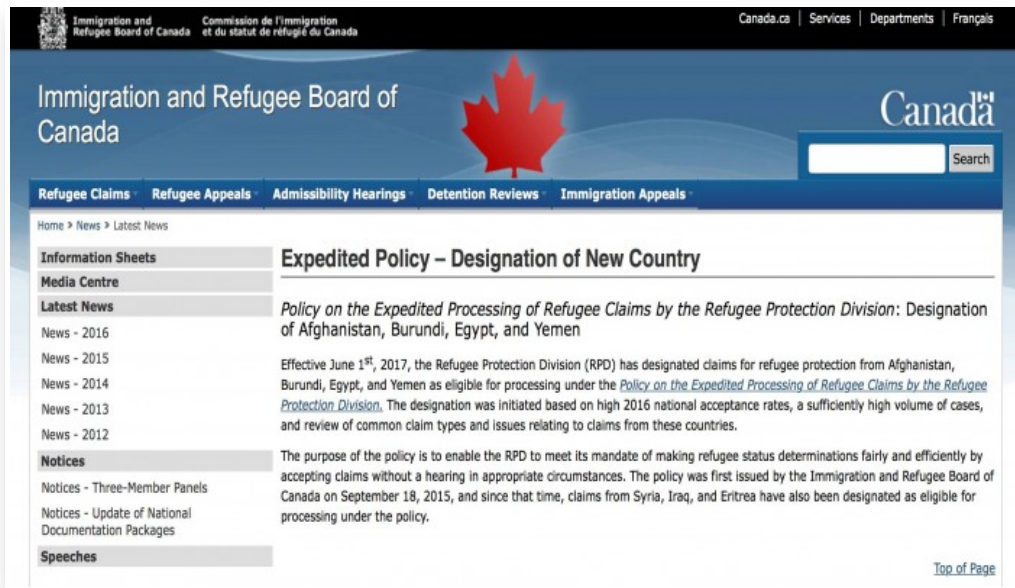 Immigration and Refugee Board of Canada
Commission de l'immigration et du statut de réfugié du Canada
Canada.ca | Services | Departments | Français
Immigration and Refugee Board of
Canada
Canada
Search
Refugee Claims Refugee Appeals Admissibility Hearings Detention Reviews Immigration Appeals
Home > News > Latest News
Information Sheets
Media Centre
Latest News
News - 2016
News - 2015
News - 2014
News - 2013
News - 2012
Notices
Notices - Three-Member Panels
Notices - Update of National
Documentation Packages
Speeches
Expedited Policy – Designation of New Country
Policy on the Expedited Processing of Refugee Claims by the Refugee Protection Division: Designation
of Afghanistan, Burundi, Egypt, and Yemen
Effective June 1st, 2017, the Refugee Protection Division (RPD) has designated claims for refugee protection from Afghanistan,
Burundi, Egypt, and Yemen as eligible for processing under the Policy on the Expedited Processing of Refugee Claims by the Refugee
Protection Division. The designation was initiated based on high 2016 national acceptance rates, a sufficiently high volume of cases,
and review of common claim types and issues relating to claims from these countries.
The purpose of the policy is to enable the RPD to meet its mandate of making refugee status determinations fairly and efficiently by
accepting claims without a hearing in appropriate circumstances. The policy was first issued by the Immigration and Refugee Board of
Canada on September 18, 2015, and since that time, claims from Syria, Iraq, and Eritrea have also been designated as eligible for
processing under the policy.
Top of Page